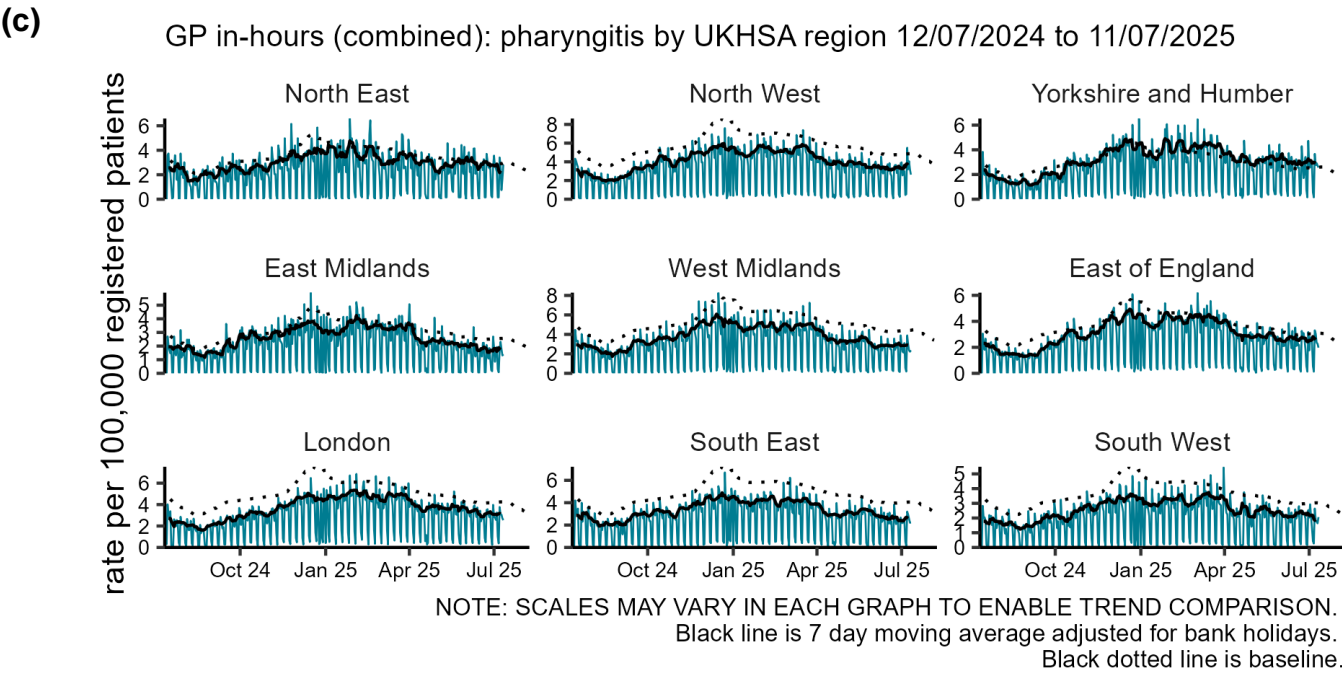 (c)
GP in-hours (combined): pharyngitis by UKHSA region 12/07/2024 to 11/07/2025
rate per 100,000 registered patients
North East
6
4
2
0
North West
8
6
4
2
0
Yorkshire and Humber
6
4
2
0
East Midlands
5
4
3
2
1
0
West Midlands
8
6
4
2
0
East of England
6
4
2
0
London
6
4
2
0
Oct 24 Jan 25 Apr 25 Jul 25
South East
6
4
2
0
Oct 24 Jan 25 Apr 25 Jul 25
South West
5
4
3
2
1
0
Oct 24 Jan 25 Apr 25 Jul 25
NOTE: SCALES MAY VARY IN EACH GRAPH TO ENABLE TREND COMPARISON.
Black line is 7 day moving average adjusted for bank holidays.
Black dotted line is baseline.